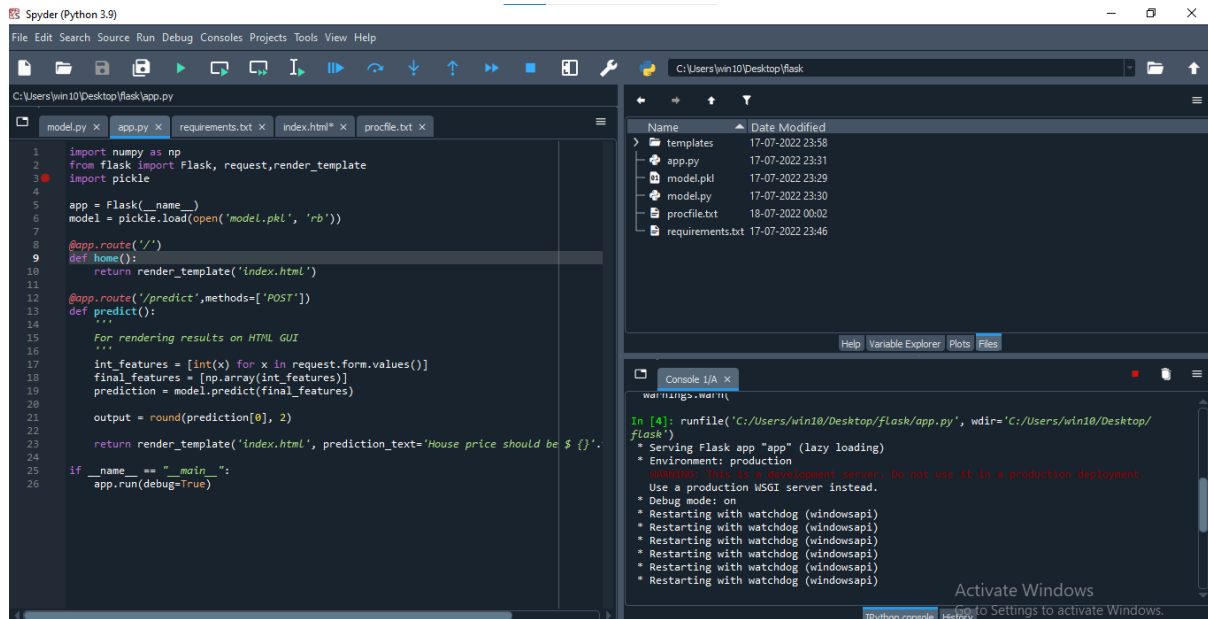 Spyder (Python 3.9)
File Edit Search Source Run Debug Consoles Projects Tools View Help
C:\Users\win10\Desktop\flask
C:\Users\win10\Desktop\flask\app.py
model.py app.py requirements.txt index.html* procfile.txt
1 import numpy as np
2 from flask import Flask, request,render_template
3 import pickle
4
5 app = Flask(__name__)
6 model = pickle.load(open('model.pkl', 'rb'))
7
8 @app.route('/')
9 def home():
10 return render_template('index.html')
11
12 @app.route('/predict',methods=['POST'])
13 def predict():
14 '''
15 For rendering results on HTML GUI
16 '''
17 int_features = [int(x) for x in request.form.values()]
18 final_features = [np.array(int_features)]
19 prediction = model.predict(final_features)
20
21 output = round(prediction[0], 2)
22
23 return render_template('index.html', prediction_text='House price should be $ {}'.
24
25 if __name__ == "__main__":
26 app.run(debug=True)
Name Date Modified
templates 17-07-2022 23:58
app.py 17-07-2022 23:31
model.pkl 17-07-2022 23:29
model.py 17-07-2022 23:30
procfile.txt 18-07-2022 00:02
requirements.txt 17-07-2022 23:46
Help Variable Explorer Plots Files
Console 1/A
warnings.warn(
In [4]: runfile('C:/Users/win10/Desktop/flask/app.py', wdir='C:/Users/win10/Desktop/
flask')
* Serving Flask app "app" (lazy loading)
* Environment: production
WARNING: This is a development server. Do not use it in a production deployment.
Use a production WSGI server instead.
* Debug mode: on
* Restarting with watchdog (windowsapi)
* Restarting with watchdog (windowsapi)
* Restarting with watchdog (windowsapi)
* Restarting with watchdog (windowsapi)
* Restarting with watchdog (windowsapi)
* Restarting with watchdog (windowsapi)
Activate Windows
Go to Settings to activate Windows.
IPython console History